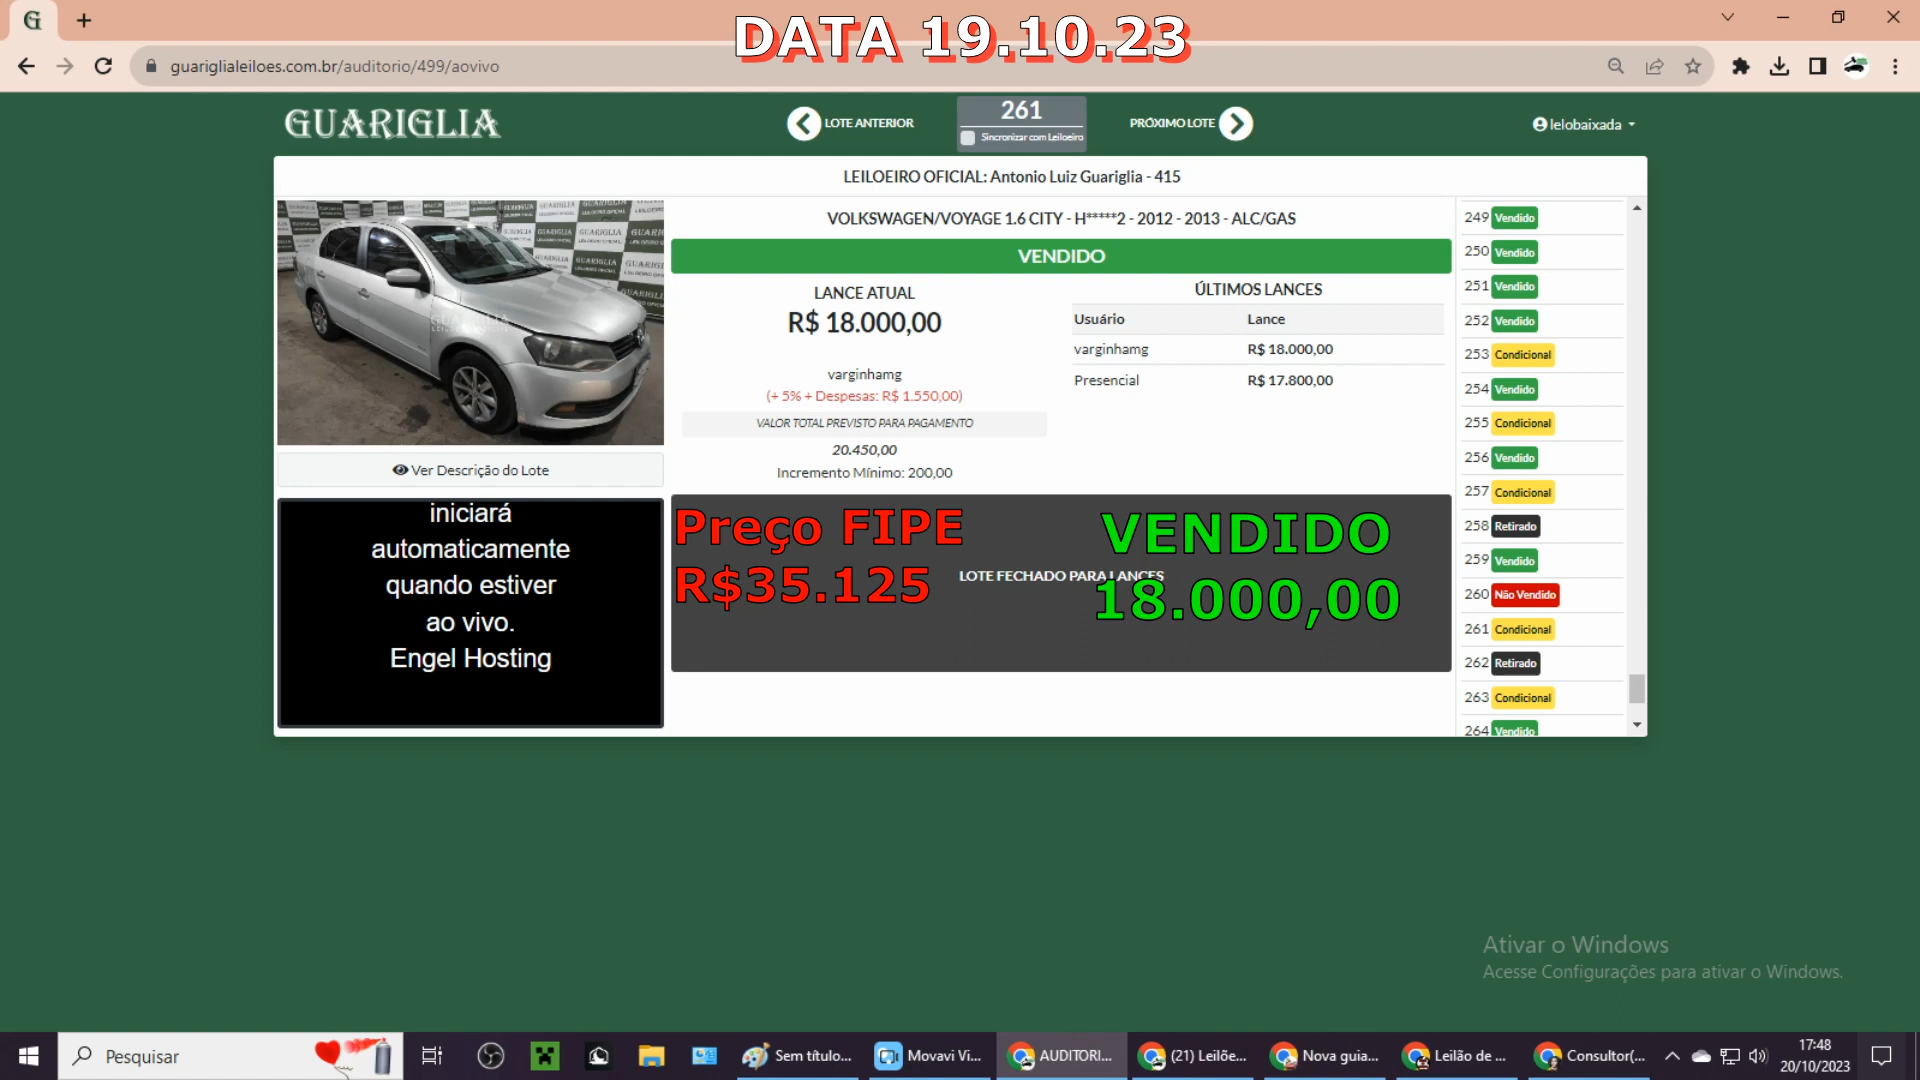 DATA 19.10.23
guariglialeiloes.com.br/auditorio/499/aovivo
GUARIGLIA
LOTE ANTERIOR
261
Sincronizar com Leiloeiro
PRÓXIMO LOTE
lelobaixada
LEILOEIRO OFICIAL: Antonio Luiz Guariglia - 415
VOLKSWAGEN/VOYAGE 1.6 CITY - H*****2 - 2012 - 2013 - ALC/GAS
VENDIDO
LANCE ATUAL
R$ 18.000,00
varginhamg
(+ 5% + Despesas: R$ 1.550,00)
VALOR TOTAL PREVISTO PARA PAGAMENTO
20.450,00
Incremento Mínimo: 200,00
ÚLTIMOS LANCES
Usuário Lance
varginhamg R$ 18.000,00
Presencial R$ 17.800,00
Ver Descrição do Lote
iniciará
automaticamente
quando estiver
ao vivo.
Engel Hosting
Preço FIPE
R$35.125
LOTE FECHADO PARA LANCES
VENDIDO
18.000,00
249 Vendido
250 Vendido
251 Vendido
252 Vendido
253 Condicional
254 Vendido
255 Condicional
256 Vendido
257 Condicional
258 Retirado
259 Vendido
260 Não Vendido
261 Condicional
262 Retirado
263 Condicional
264 Vendido
Ativar o Windows
Acesse Configurações para ativar o Windows.
Pesquisar
Sem título...
Movavi Vi...
AUDITORI...
(21) Leilõe...
Nova guia...
Leilão de ...
Consultor(...
17:48
20/10/2023